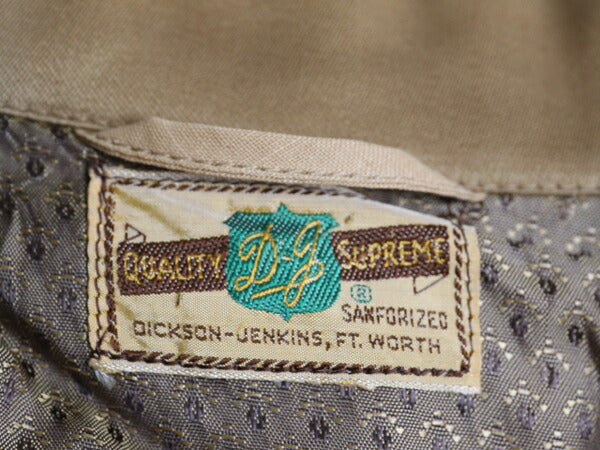 QUALITY D-J SUPREME
® SANFORIZED
DICKSON-JENKINS, FT. WORTH